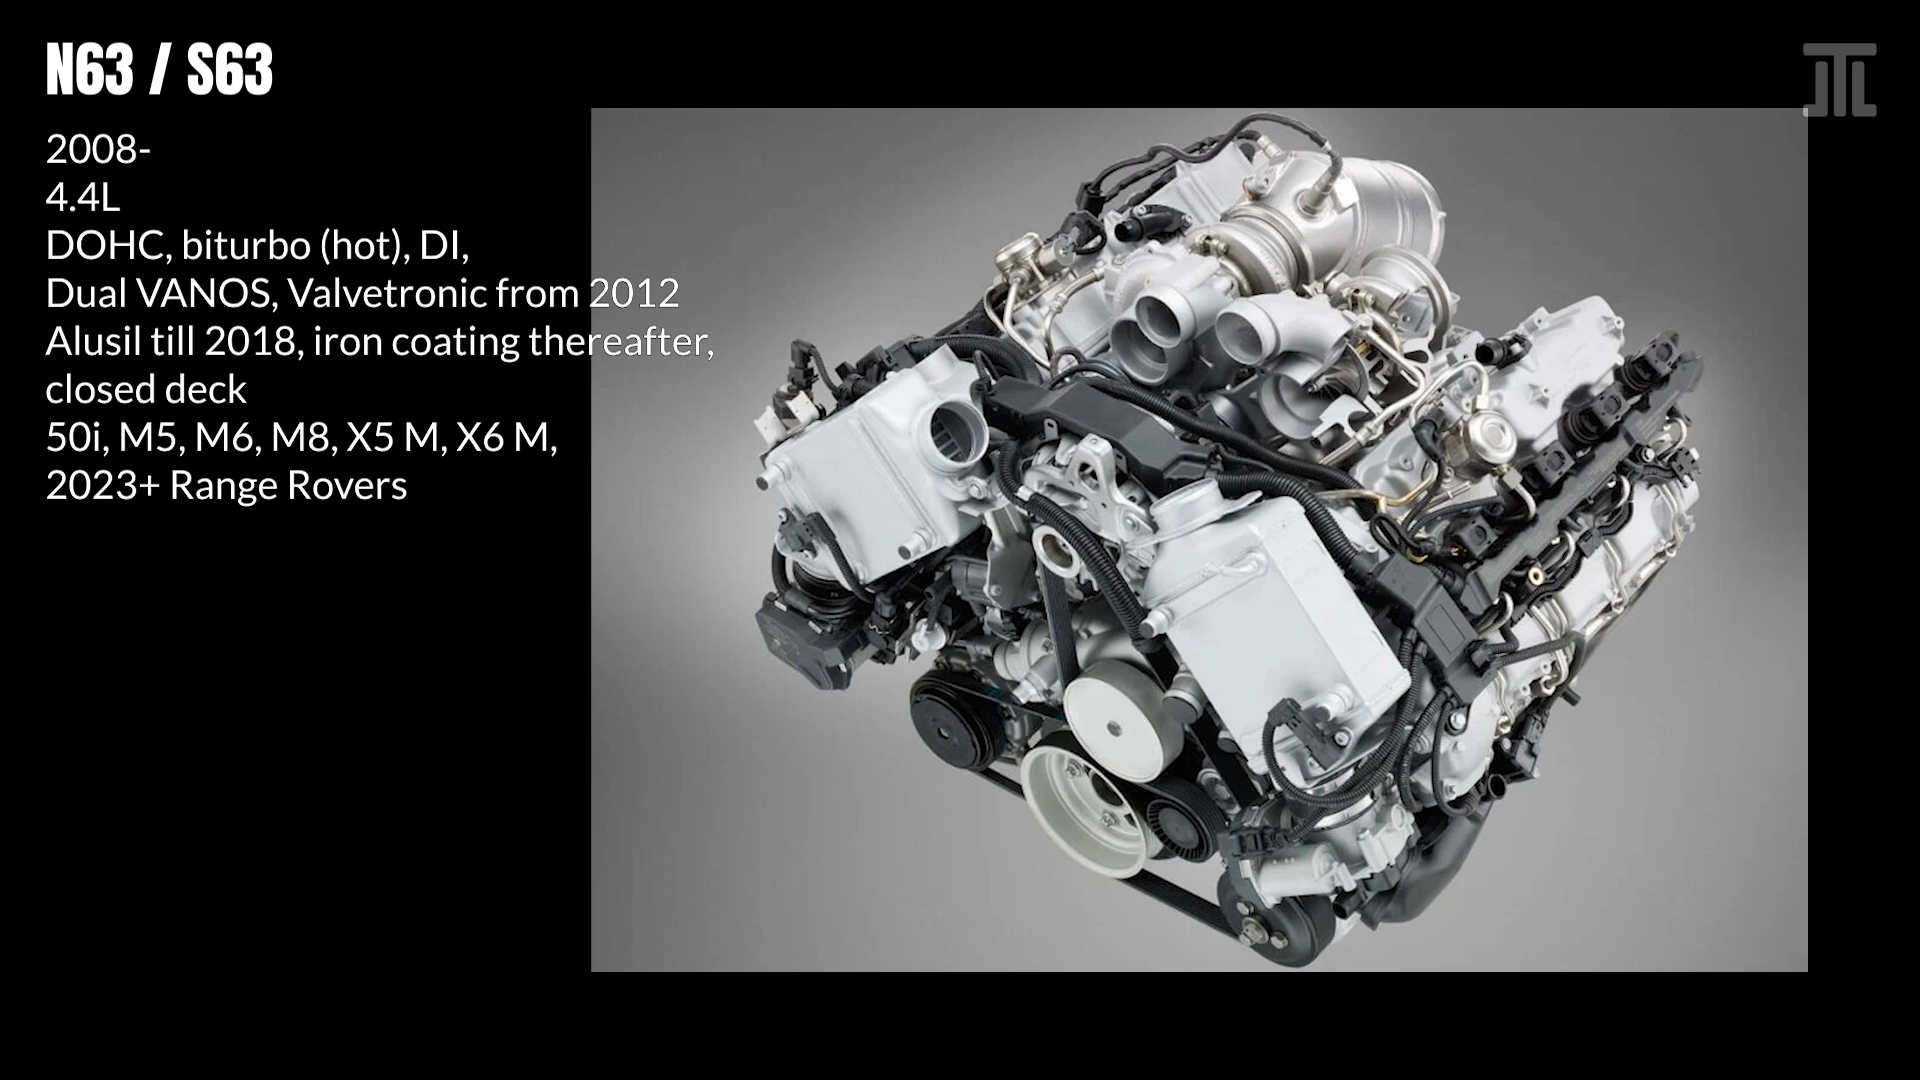 N63 / S63
2008-
4.4L
DOHC, biturbo (hot), DI,
Dual VANOS, Valvetronic from 2012
Alusil till 2018, iron coating thereafter,
closed deck
50i, M5, M6, M8, X5 M, X6 M,
2023+ Range Rovers
JTL